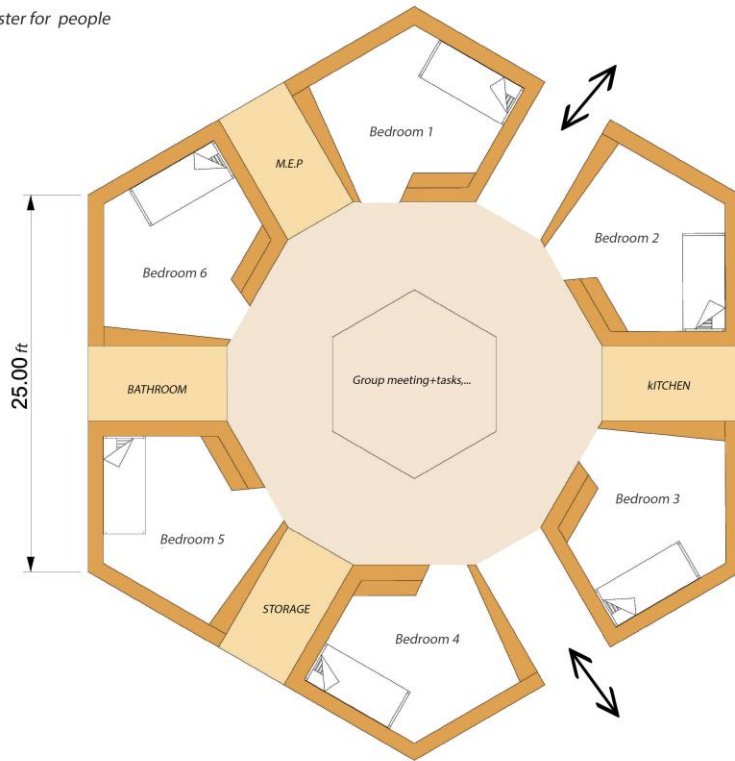 ster for people
Bedroom 1
M.E.P
Bedroom 2
Bedroom 6
25.00 ft
BATHROOM
Group meeting+tasks,...
kITCHEN
Bedroom 3
Bedroom 5
STORAGE
Bedroom 4